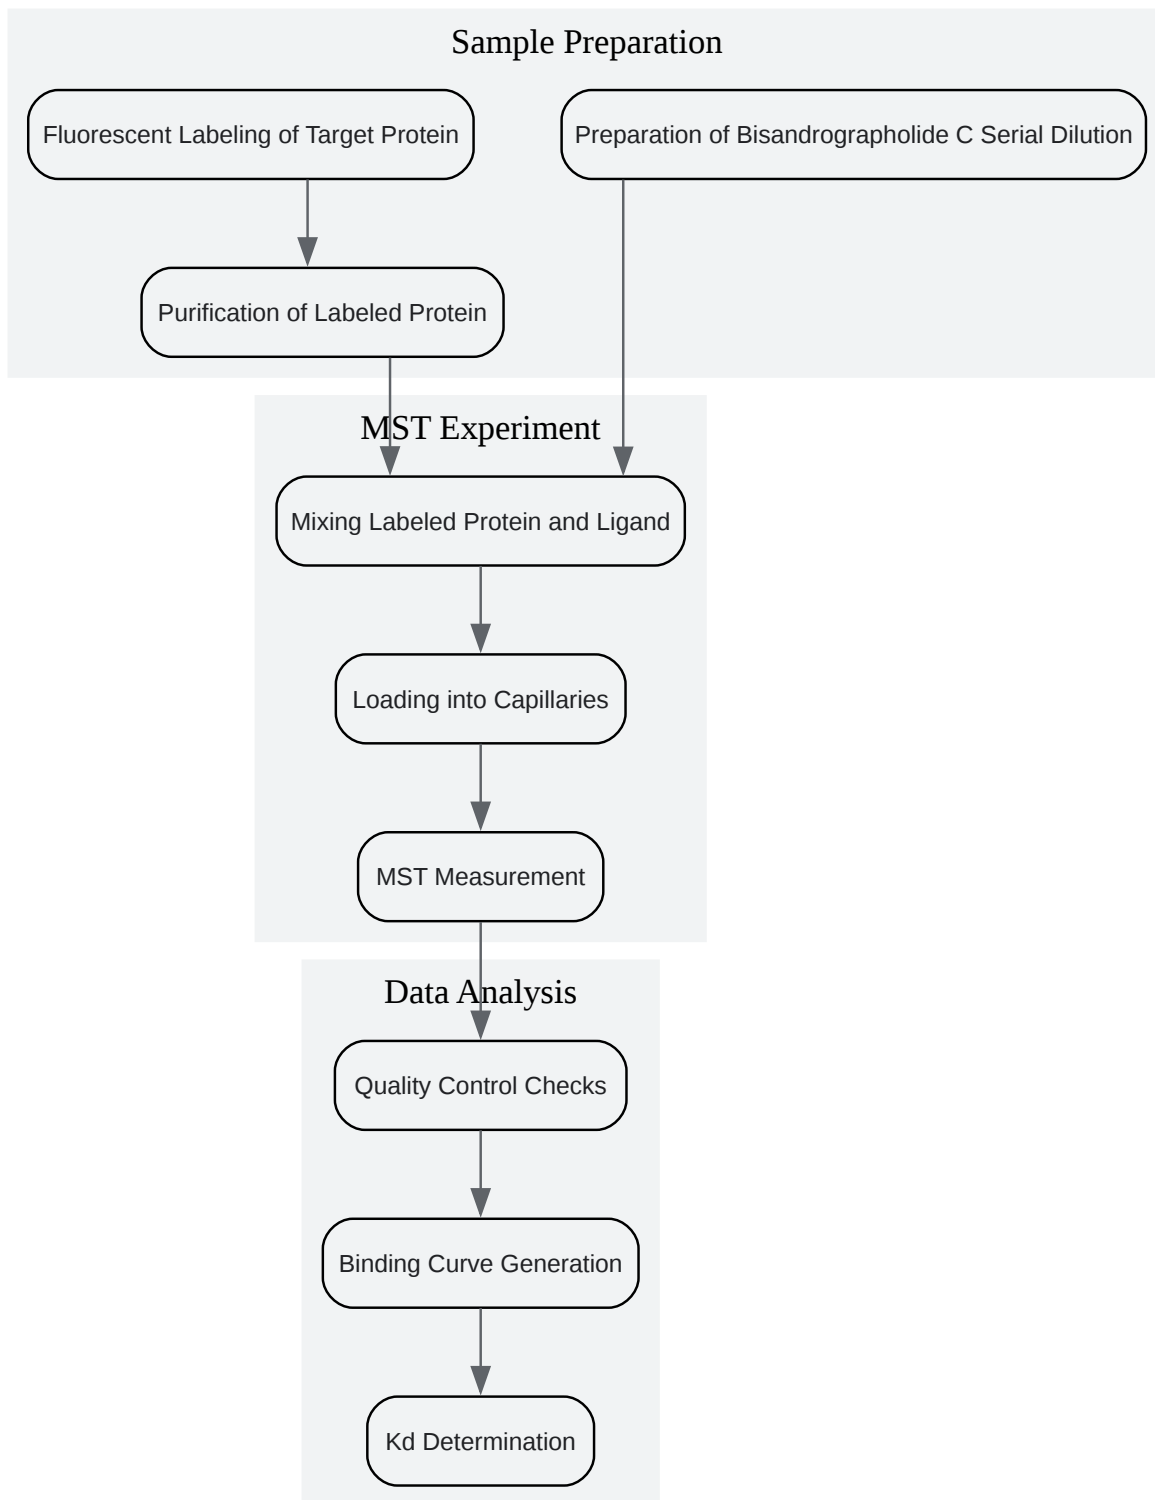 Sample Preparation
Fluorescent Labeling of Target Protein
Preparation of Bisandrographolide C Serial Dilution
Purification of Labeled Protein
MST Experiment
Mixing Labeled Protein and Ligand
Loading into Capillaries
MST Measurement
Data Analysis
Quality Control Checks
Binding Curve Generation
Kd Determination